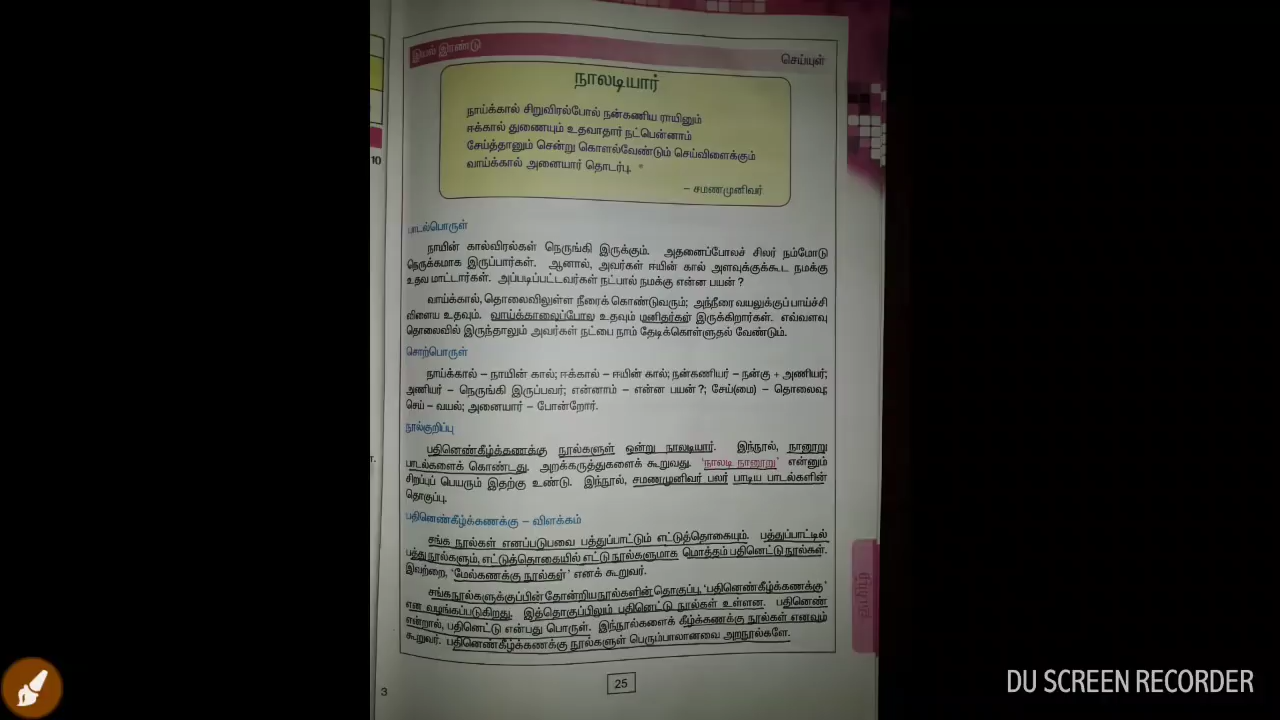 இயல் இரண்டு
செய்யுள்
நாலடியார்
நாய்க்கால் சிறுவிரல்போல் நன்கணிய ராயினும்
ஈக்கால் துணையும் உதவாதார் நட்பென்னாம்
சேய்த்தானும் சென்று கொளல்வேண்டும் செய்விளைக்கும்
வாய்க்கால் அனையார் தொடர்பு.
– சமணமுனிவர்
10
பாடல்பொருள்
நாயின் கால்விரல்கள் நெருங்கி இருக்கும். அதனைப்போலச் சிலர் நம்மோடு
நெருக்கமாக இருப்பார்கள். ஆனால், அவர்கள் ஈயின் கால் அளவுக்குக்கூட நமக்கு
உதவ மாட்டார்கள். அப்படிப்பட்டவர்கள் நட்பால் நமக்கு என்ன பயன் ?
வாய்க்கால், தொலைவிலுள்ள நீரைக் கொண்டுவரும்; அந்நீரை வயலுக்குப் பாய்ச்சி
விளைய உதவும். வாய்க்காலைப்போல உதவும் மனிதர்கள் இருக்கிறார்கள். எவ்வளவு
தொலைவில் இருந்தாலும் அவர்கள் நட்பை நாம் தேடிக்கொள்ளுதல் வேண்டும்.
சொற்பொருள்
நாய்க்கால் – நாயின் கால்; ஈக்கால் – ஈயின் கால்; நன்கணியர் – நன்கு + அணியர்;
அணியர் – நெருங்கி இருப்பவர்; என்னாம் – என்ன பயன் ?; சேய்(மை) – தொலைவு;
செய் – வயல்; அனையார் – போன்றோர்.
நூல்குறிப்பு
பதினெண்கீழ்க்கணக்கு நூல்களுள் ஒன்று நாலடியார். இந்நூல், நானூறு
பாடல்களைக் கொண்டது. அறக்கருத்துகளைக் கூறுவது. 'நாலடி நானூறு' என்னும்
சிறப்புப் பெயரும் இதற்கு உண்டு. இந்நூல், சமணமுனிவர் பலர் பாடிய பாடல்களின்
தொகுப்பு.
பதினெண்கீழ்க்கணக்கு – விளக்கம்
சங்க நூல்கள் எனப்படுபவை பத்துப்பாட்டும் எட்டுத்தொகையும். பத்துப்பாட்டில்
பத்து நூல்களும், எட்டுத்தொகையில் எட்டு நூல்களுமாக மொத்தம் பதினெட்டு நூல்கள்.
இவற்றை, 'மேல்கணக்கு நூல்கள்' எனக் கூறுவர்.
சங்கநூல்களுக்குப்பின் தோன்றிய நூல்களின் தொகுப்பு, 'பதினெண்கீழ்க்கணக்கு'
என வழங்கப்படுகிறது. இத்தொகுப்பிலும் பதினெட்டு நூல்கள் உள்ளன. பதினெண்
என்றால், பதினெட்டு என்பது பொருள். இந்நூல்களைக் கீழ்க்கணக்கு நூல்கள் எனவும்
கூறுவர். பதினெண்கீழ்க்கணக்கு நூல்களுள் பெரும்பாலானவை அறநூல்களே.
தமிழ்
25
3
DU SCREEN RECORDER